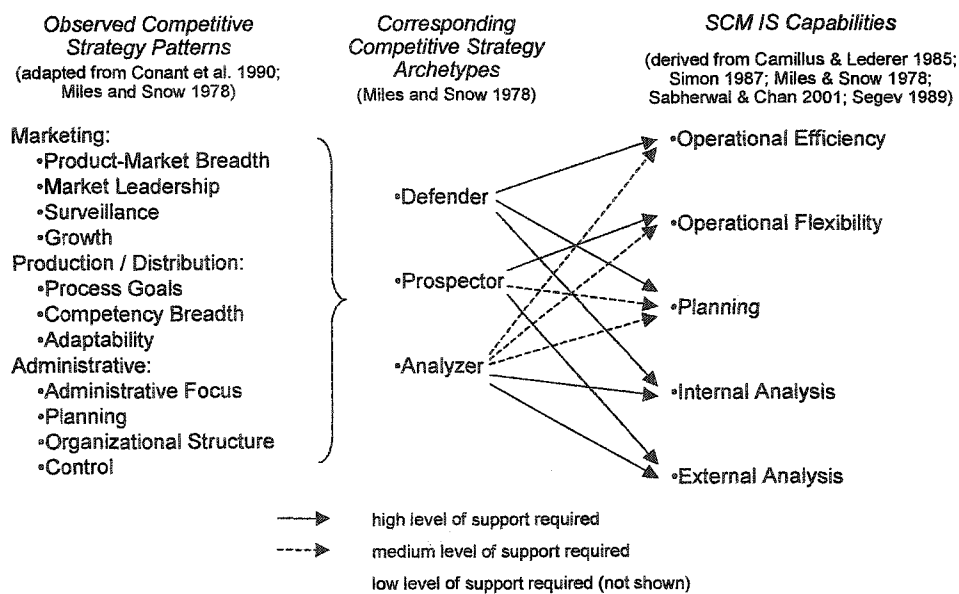 Observed Competitive
Strategy Patterns
(adapted from Conant et al. 1990;
Miles and Snow 1978)
Marketing:
•Product-Market Breadth
•Market Leadership
•Surveillance
•Growth
Production / Distribution:
•Process Goals
•Competency Breadth
•Adaptability
Administrative:
•Administrative Focus
•Planning
•Organizational Structure
•Control
Corresponding
Competitive Strategy
Archetypes
(Miles and Snow 1978)
•Defender
•Prospector
•Analyzer
SCM IS Capabilities
(derived from Camillus & Lederer 1985;
Simon 1987; Miles & Snow 1978;
Sabherwal & Chan 2001; Segev 1989)
•Operational Efficiency
•Operational Flexibility
•Planning
•Internal Analysis
•External Analysis
high level of support required
medium level of support required
low level of support required (not shown)